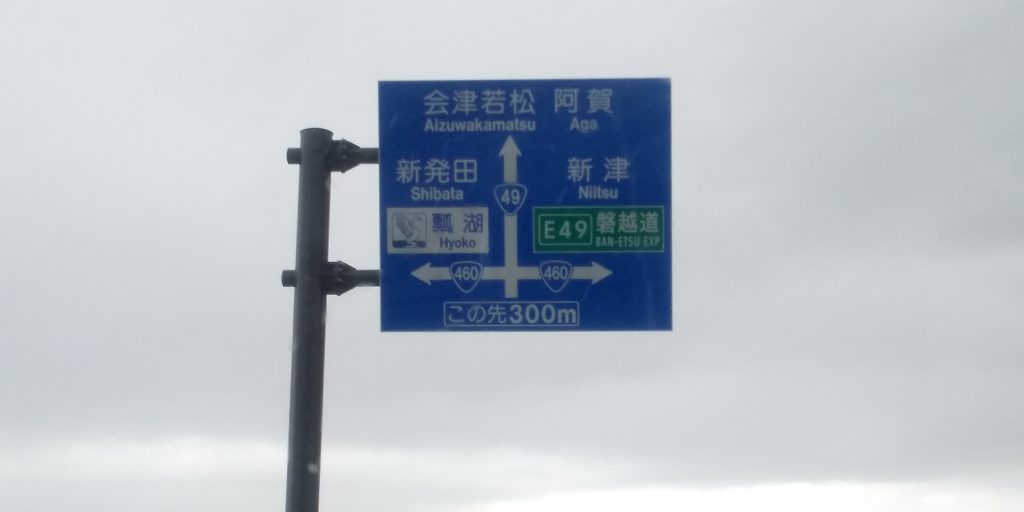 会津若松 阿賀
Aizuwakamatsu Aga
新発田 新津
Shibata Niitsu
49
瓢湖 E49 磐越道
Hyoko BAN-ETSU EXP
460 460
この先300m